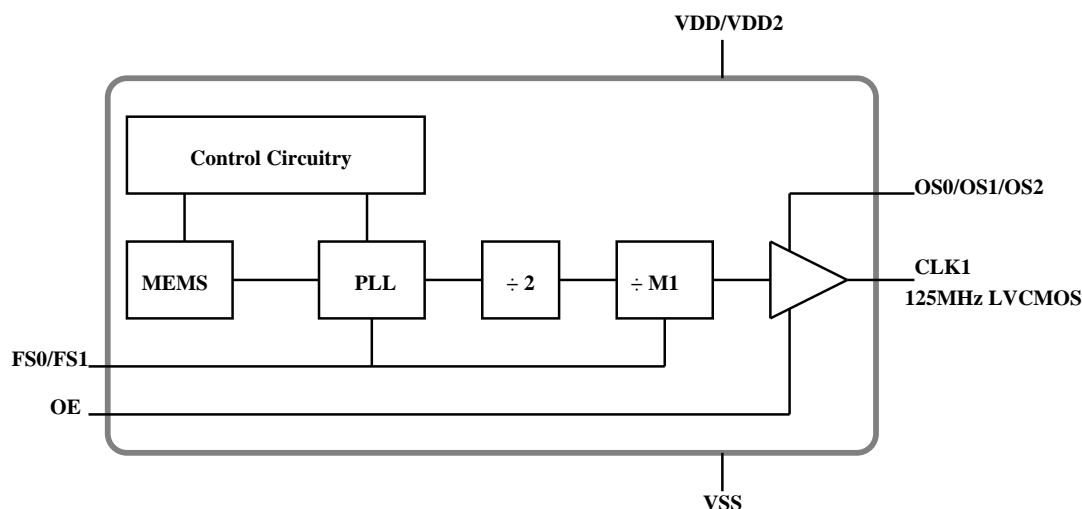 VDD/VDD2
Control Circuitry
OS0/OS1/OS2
MEMS
PLL
÷ 2
÷ M1
CLK1
125MHz LVCMOS
FS0/FS1
OE
VSS